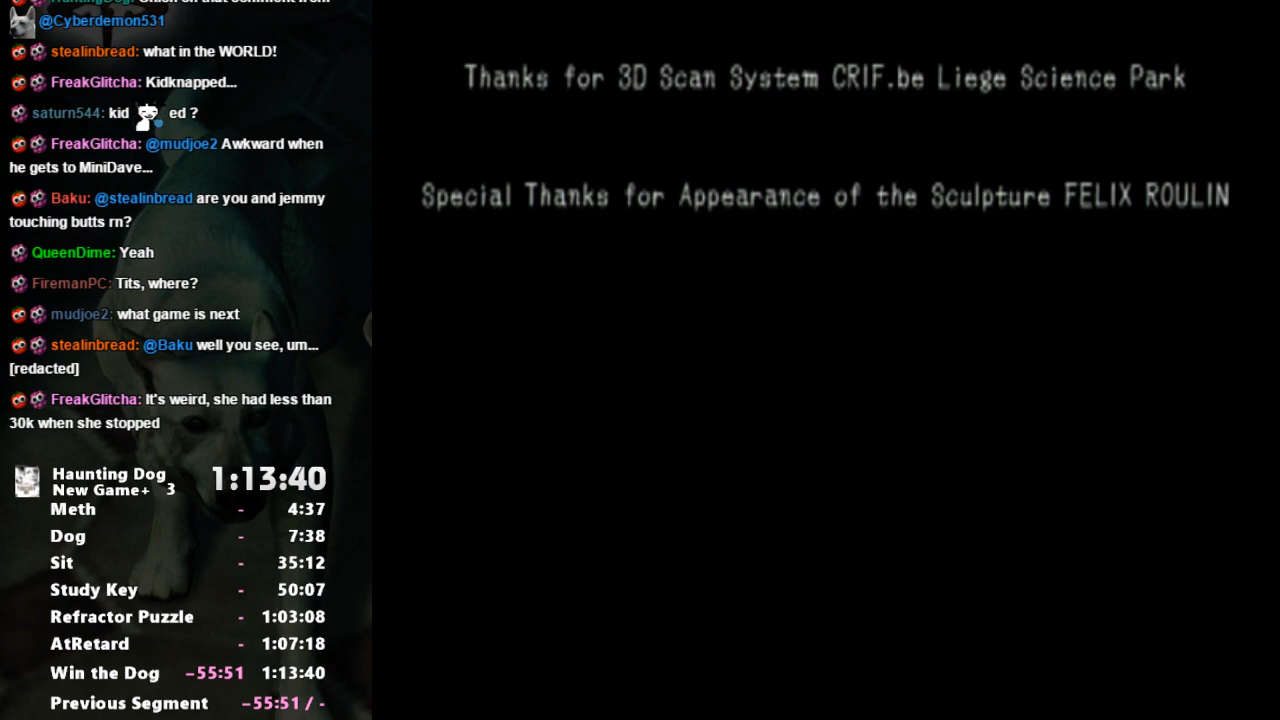 @Cyberdemon531
stealinbread: what in the WORLD!
FreakGlitcha: Kidknapped...
saturn544: kid ed ?
FreakGlitcha: @mudjoe2 Awkward when
he gets to MiniDave...
Baku: @stealinbread are you and jemmy
touching butts rn?
QueenDime: Yeah
FiremanPC: Tits, where?
mudjoe2: what game is next
stealinbread: @Baku well you see, um...
[redacted]
FreakGlitcha: It's weird, she had less than
30k when she stopped
Haunting Dog
New Game+ 3 1:13:40
Meth - 4:37
Dog - 7:38
Sit - 35:12
Study Key - 50:07
Refractor Puzzle - 1:03:08
AtRetard - 1:07:18
Win the Dog -55:51 1:13:40
Previous Segment -55:51 / -
Thanks for 3D Scan System CRIF.be Liege Science Park
Special Thanks for Appearance of the Sculpture FELIX ROULIN